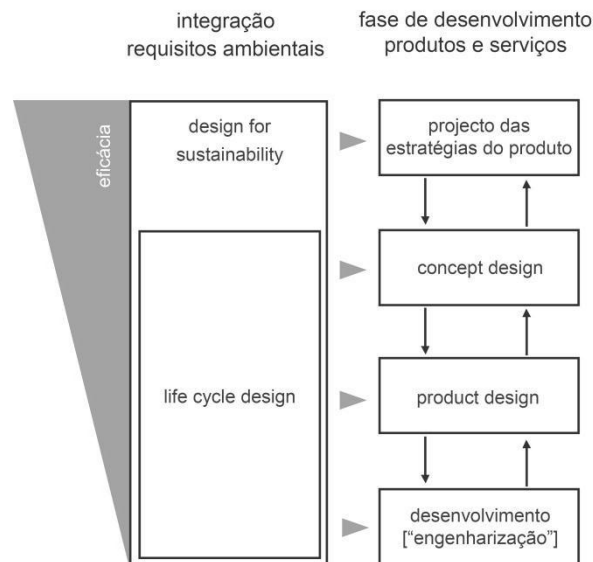 integração
requisitos ambientais
fase de desenvolvimento
produtos e serviços
eficácia
design for
sustainability
projecto das
estratégias do produto
concept design
life cycle design
product design
desenvolvimento
["engenharização"]